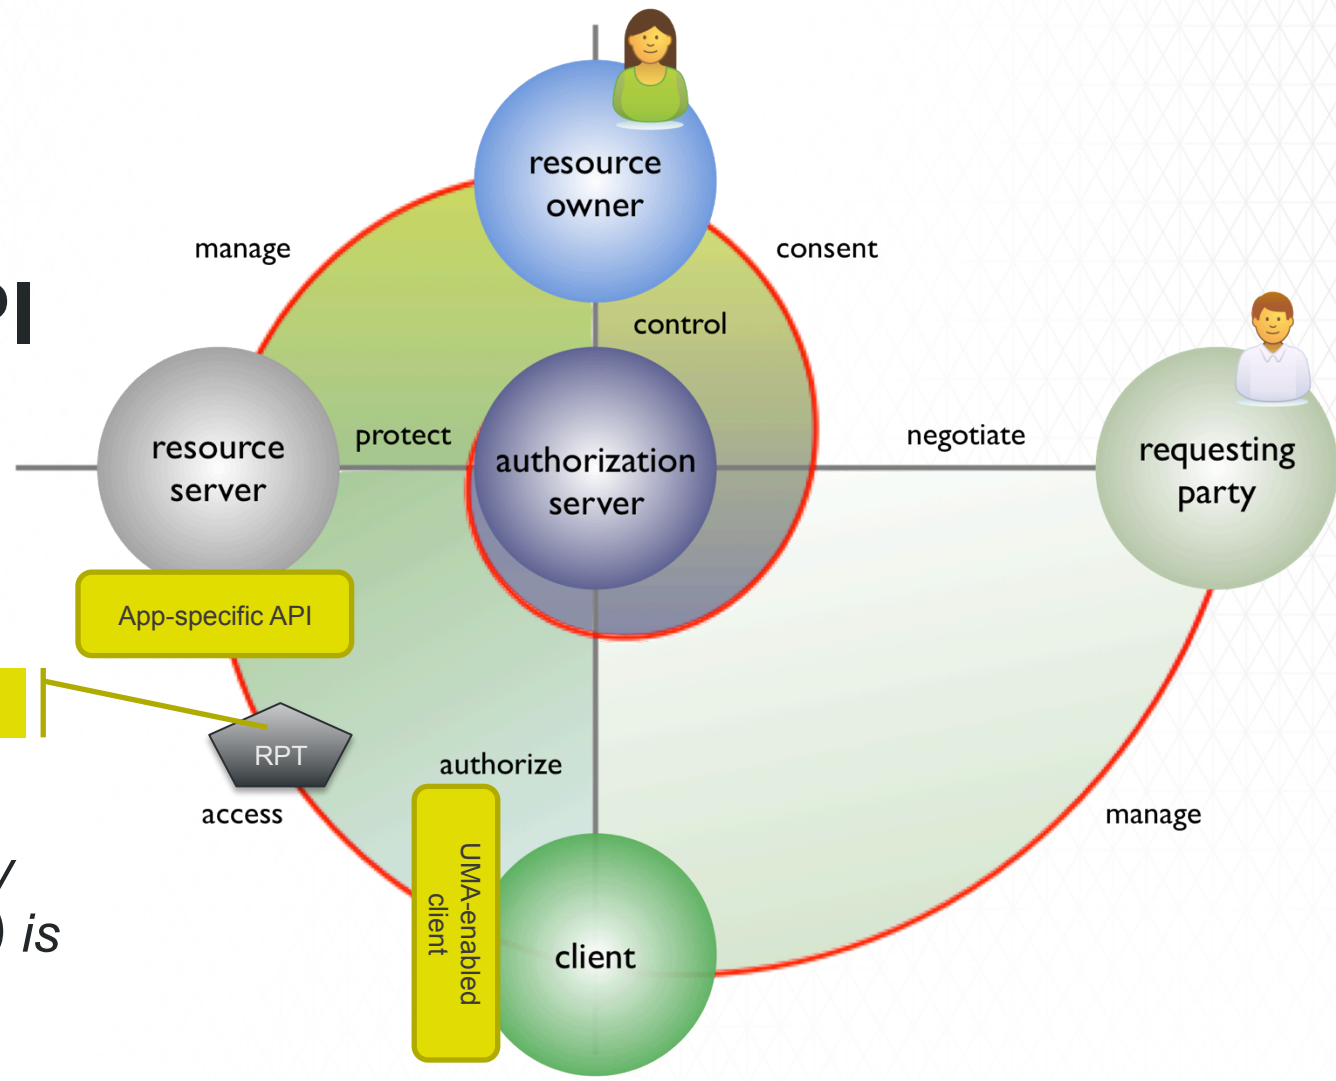 resource
owner
manage
consent
control
PI
resource
server
protect
authorization
server
negotiate
requesting
party
App-specific API
RPT
authorize
access
manage
UMA-enabled
client
client
) is